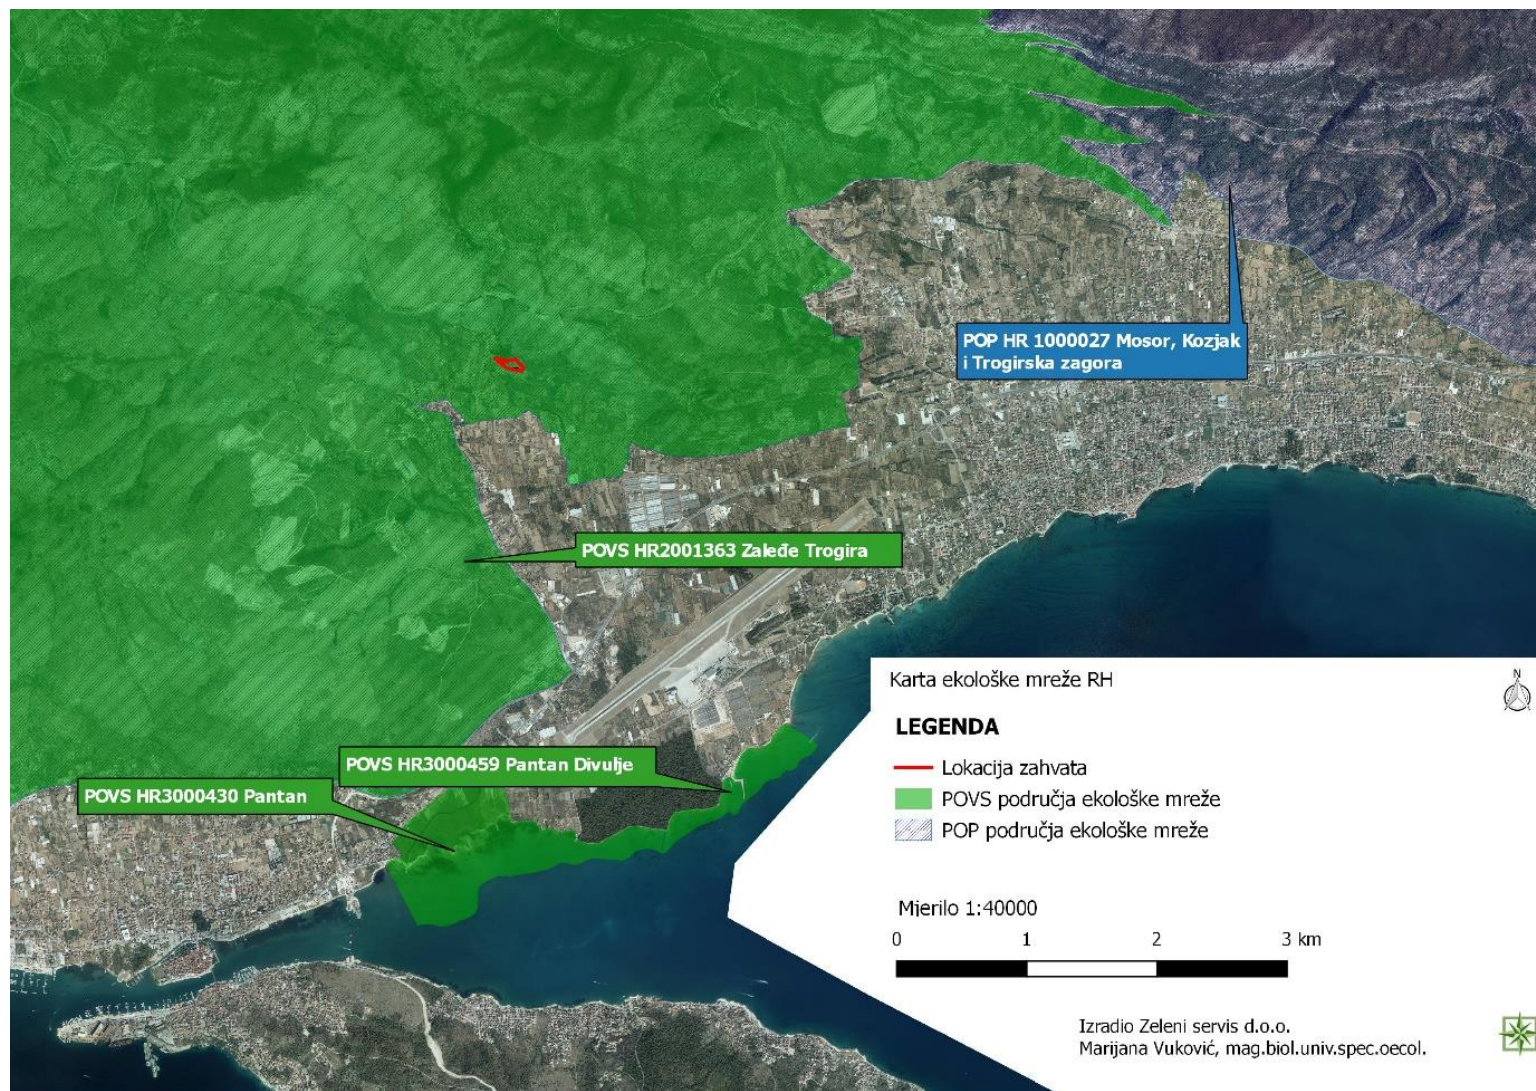 POP HR 1000027 Mosor, Kozjak
i Trogirska zagora
POVS HR2001363 Zaleđe Trogira
POVS HR3000459 Pantan Divulje
POVS HR3000430 Pantan
Karta ekološke mreže RH
N
LEGENDA
Lokacija zahvata
POVS područja ekološke mreže
POP područja ekološke mreže
Mjerilo 1:40000
0 1 2 3 km
Izradio Zeleni servis d.o.o.
Marijana Vuković, mag.biol.univ.spec.oecol.